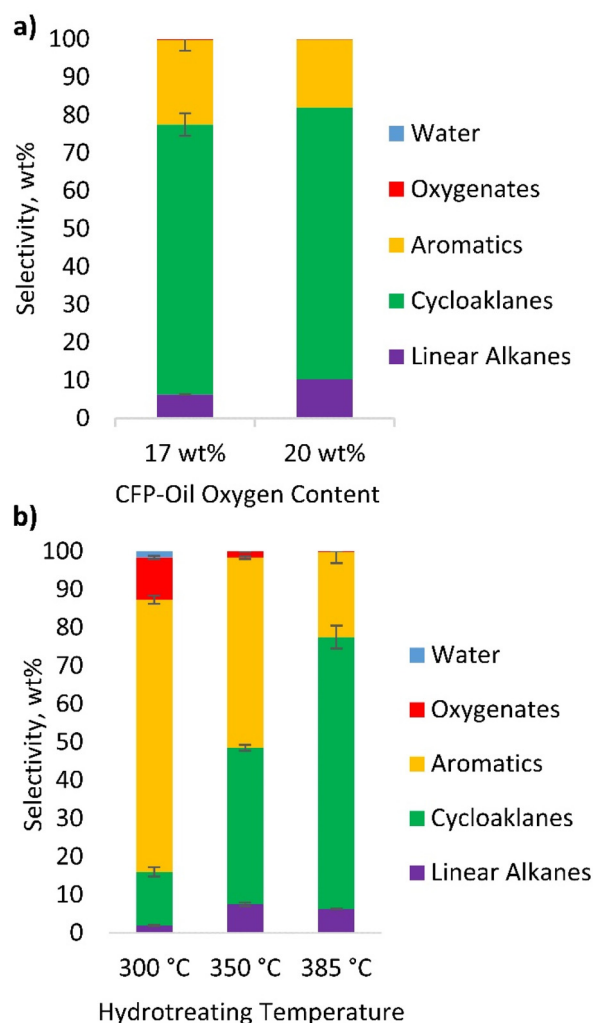 a)
100
90
80
70
60
50
40
30
20
10
0
Selectivity, wt%
17 wt%
20 wt%
CFP-Oil Oxygen Content
Water
Oxygenates
Aromatics
Cycloaklanes
Linear Alkanes
b)
100
90
80
70
60
50
40
30
20
10
0
Selectivity, wt%
300 °C
350 °C
385 °C
Hydrotreating Temperature
Water
Oxygenates
Aromatics
Cycloaklanes
Linear Alkanes